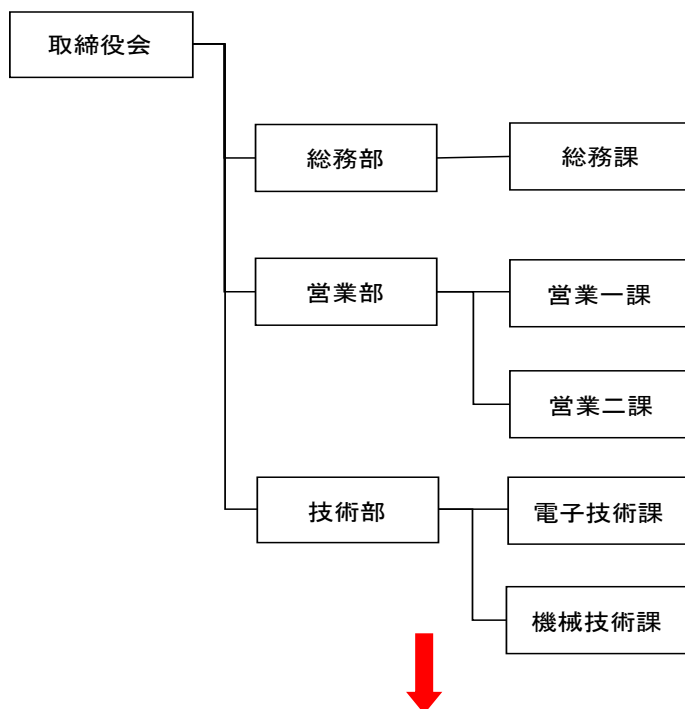 取締役会
総務部
総務課
営業部
営業一課
営業二課
技術部
電子技術課
機械技術課